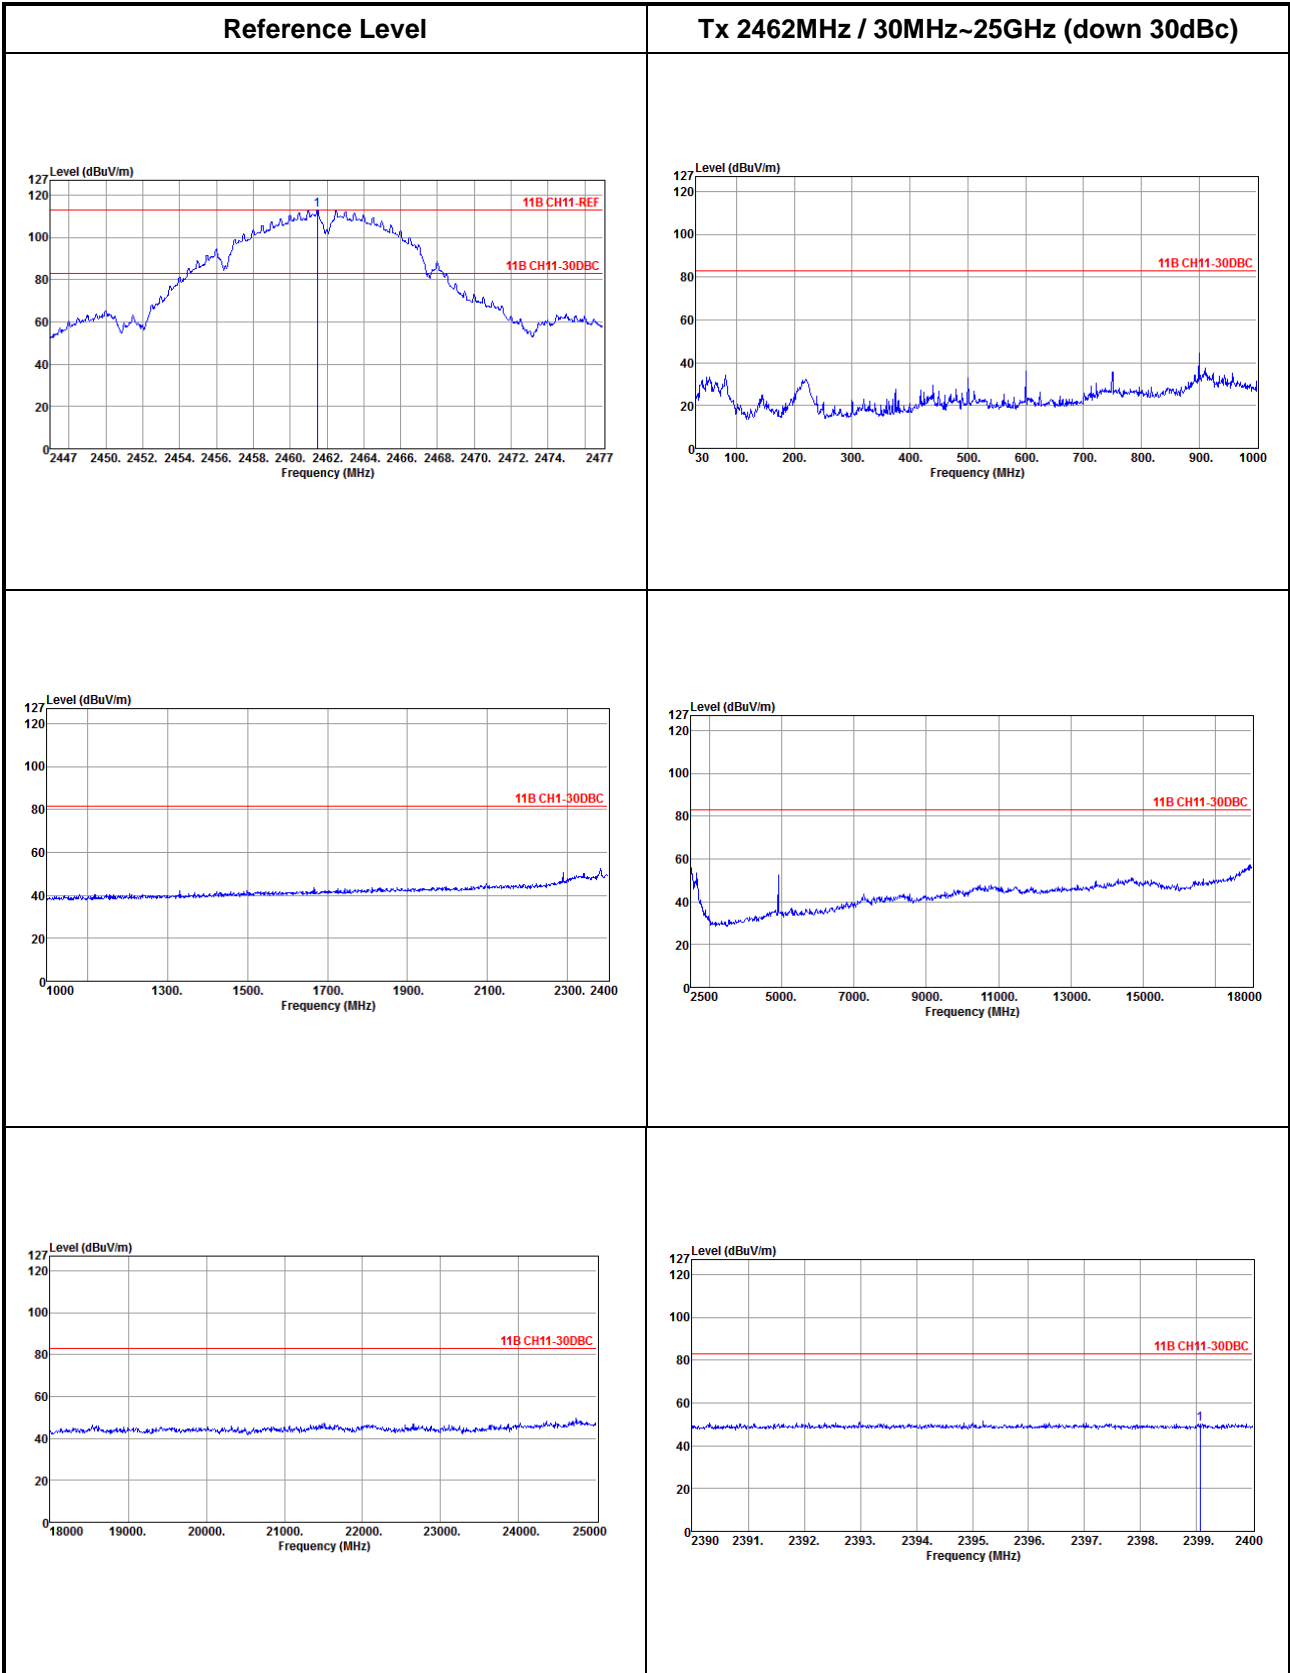 Reference Level
Tx 2462MHz / 30MHz~25GHz (down 30dBc)
Level (dBuV/m)
127
120
100
80
60
40
20
0
11B CH11-REF
11B CH11-30DBC
1
2447 2450. 2452. 2454. 2456. 2458. 2460. 2462. 2464. 2466. 2468. 2470. 2472. 2474. 2477
Frequency (MHz)
Level (dBuV/m)
127
120
100
80
60
40
20
0
11B CH11-30DBC
30 100. 200. 300. 400. 500. 600. 700. 800. 900. 1000
Frequency (MHz)
Level (dBuV/m)
127
120
100
80
60
40
20
0
11B CH1-30DBC
1000 1300. 1500. 1700. 1900. 2100. 2300. 2400
Frequency (MHz)
Level (dBuV/m)
127
120
100
80
60
40
20
0
11B CH11-30DBC
2500 5000. 7000. 9000. 11000. 13000. 15000. 18000
Frequency (MHz)
Level (dBuV/m)
127
120
100
80
60
40
20
0
11B CH11-30DBC
18000 19000. 20000. 21000. 22000. 23000. 24000. 25000
Frequency (MHz)
Level (dBuV/m)
127
120
100
80
60
40
20
0
11B CH11-30DBC
1
2390 2391. 2392. 2393. 2394. 2395. 2396. 2397. 2398. 2399. 2400
Frequency (MHz)